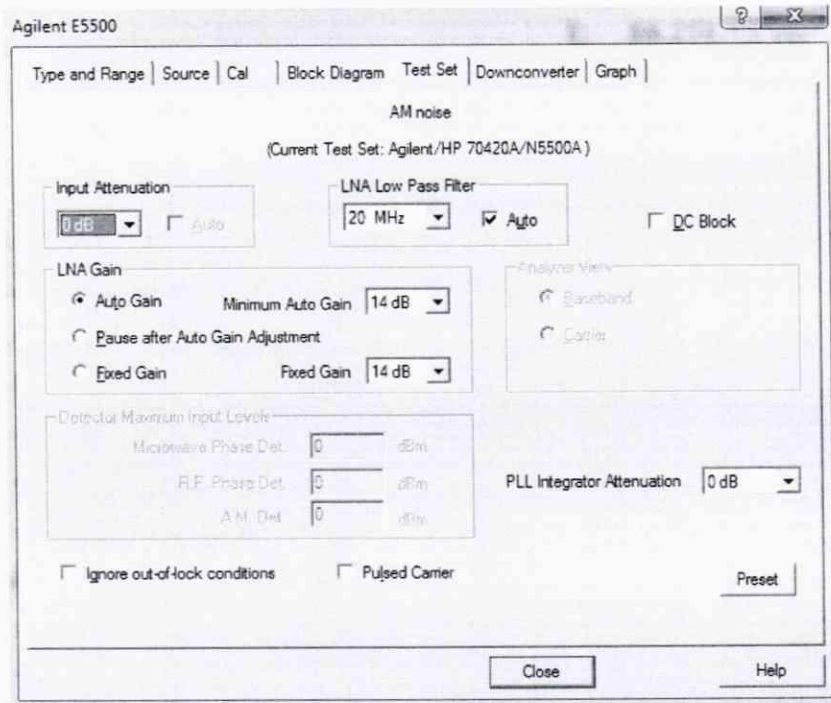 Agilent E5500
Type and Range Source Cal Block Diagram Test Set Downconverter Graph
AM noise
(Current Test Set: Agilent/HP 70420A/N5500A )
Input Attenuation
0 dB
Auto
LNA Low Pass Filter
20 MHz
Auto
DC Block
LNA Gain
Auto Gain
Minimum Auto Gain 14 dB
Pause after Auto Gain Adjustment
Fixed Gain
Fixed Gain 14 dB
Analyzer View
Baseband
Carrier
Detector Maximum Input Levels
Microwave Phase Det. 0 dBm
R.F. Phase Det. 0 dBm
A.M. Det. 0 dBm
PLL Integrator Attenuation 0 dB
Ignore out-of-lock conditions
Pulsed Carrier
Preset
Close
Help